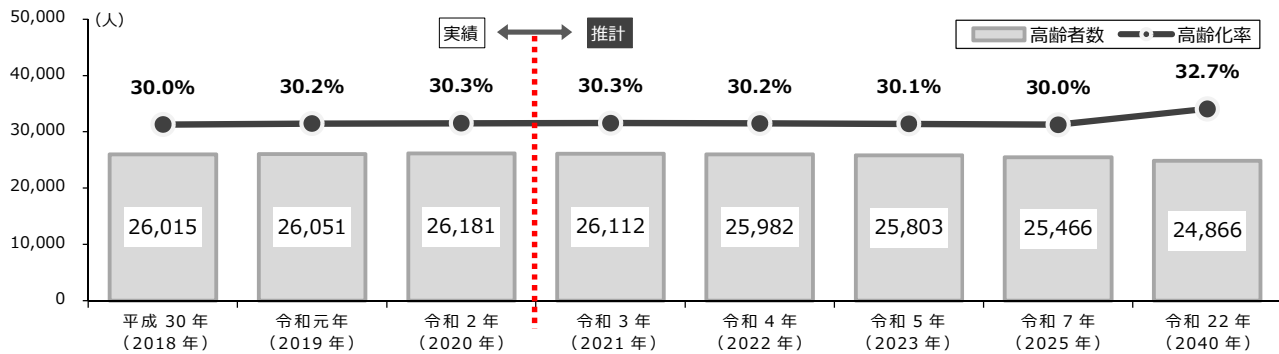 50,000
(人)
実績
推計
高齢者数
高齢化率
40,000
30.0%
30.2%
30.3%
30.3%
30.2%
30.1%
30.0%
32.7%
30,000
20,000
26,015
26,051
26,181
26,112
25,982
25,803
25,466
24,866
10,000
0
平成 30 年
(2018 年)
令和元年
(2019 年)
令和 2 年
(2020 年)
令和 3 年
(2021 年)
令和 4 年
(2022 年)
令和 5 年
(2023 年)
令和 7 年
(2025 年)
令和 22 年
(2040 年)